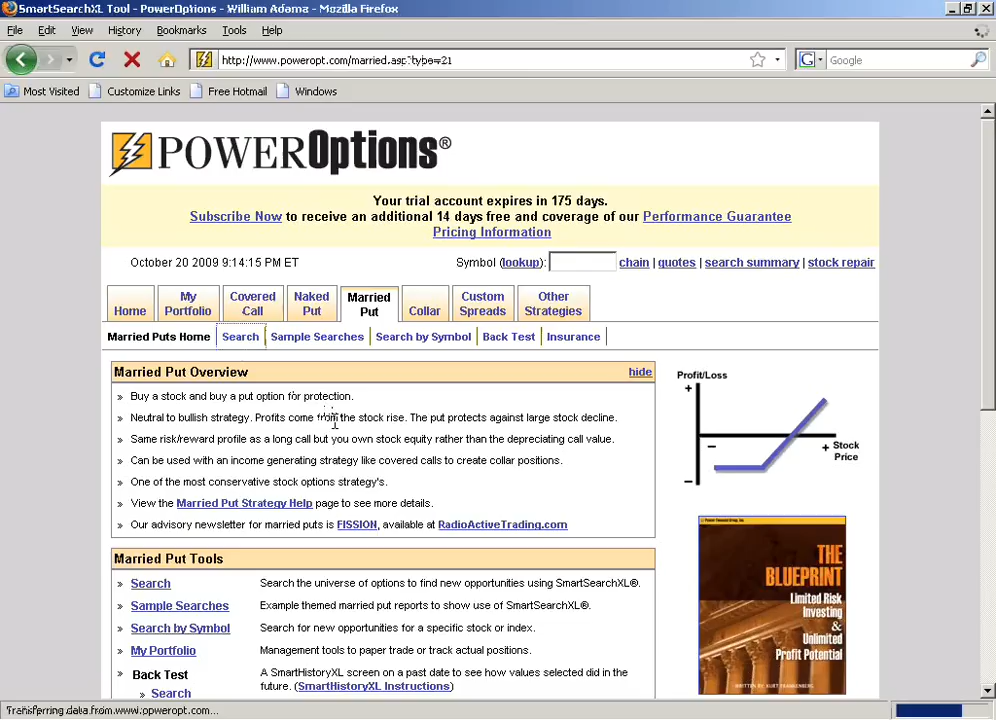 SmartSearchXL Tool - PowerOptions - William Adama - Mozilla Firefox
File Edit View History Bookmarks Tools Help
http://www.poweropt.com/married.asp?type=21
Google
Most Visited Customize Links Free Hotmail Windows
POWEROptions®
Your trial account expires in 175 days.
Subscribe Now to receive an additional 14 days free and coverage of our Performance Guarantee
Pricing Information
October 20 2009 9:14:15 PM ET Symbol (lookup): chain | quotes | search summary | stock repair
Home My Portfolio Covered Call Naked Put Married Put Collar Custom Spreads Other Strategies
Married Puts Home Search Sample Searches Search by Symbol Back Test Insurance
Married Put Overview hide
» Buy a stock and buy a put option for protection.
» Neutral to bullish strategy. Profits come from the stock rise. The put protects against large stock decline.
» Same risk/reward profile as a long call but you own stock equity rather than the depreciating call value.
» Can be used with an income generating strategy like covered calls to create collar positions.
» One of the most conservative stock options strategy's.
» View the Married Put Strategy Help page to see more details.
» Our advisory newsletter for married puts is FISSION, available at RadioActiveTrading.com
Profit/Loss
+
− + Stock
Price
−
Married Put Tools
» Search Search the universe of options to find new opportunities using SmartSearchXL®.
» Sample Searches Example themed married put reports to show use of SmartSearchXL®.
» Search by Symbol Search for new opportunities for a specific stock or index.
» My Portfolio Management tools to paper trade or track actual positions.
» Back Test A SmartHistoryXL screen on a past date to see how values selected did in the
future. (SmartHistoryXL Instructions)
» Search
THE
BLUEPRINT
Limited Risk
Investing
&
Unlimited
Profit Potential
WRITTEN BY: KURT FRANKENBERG
Transferring data from www.poweropt.com...